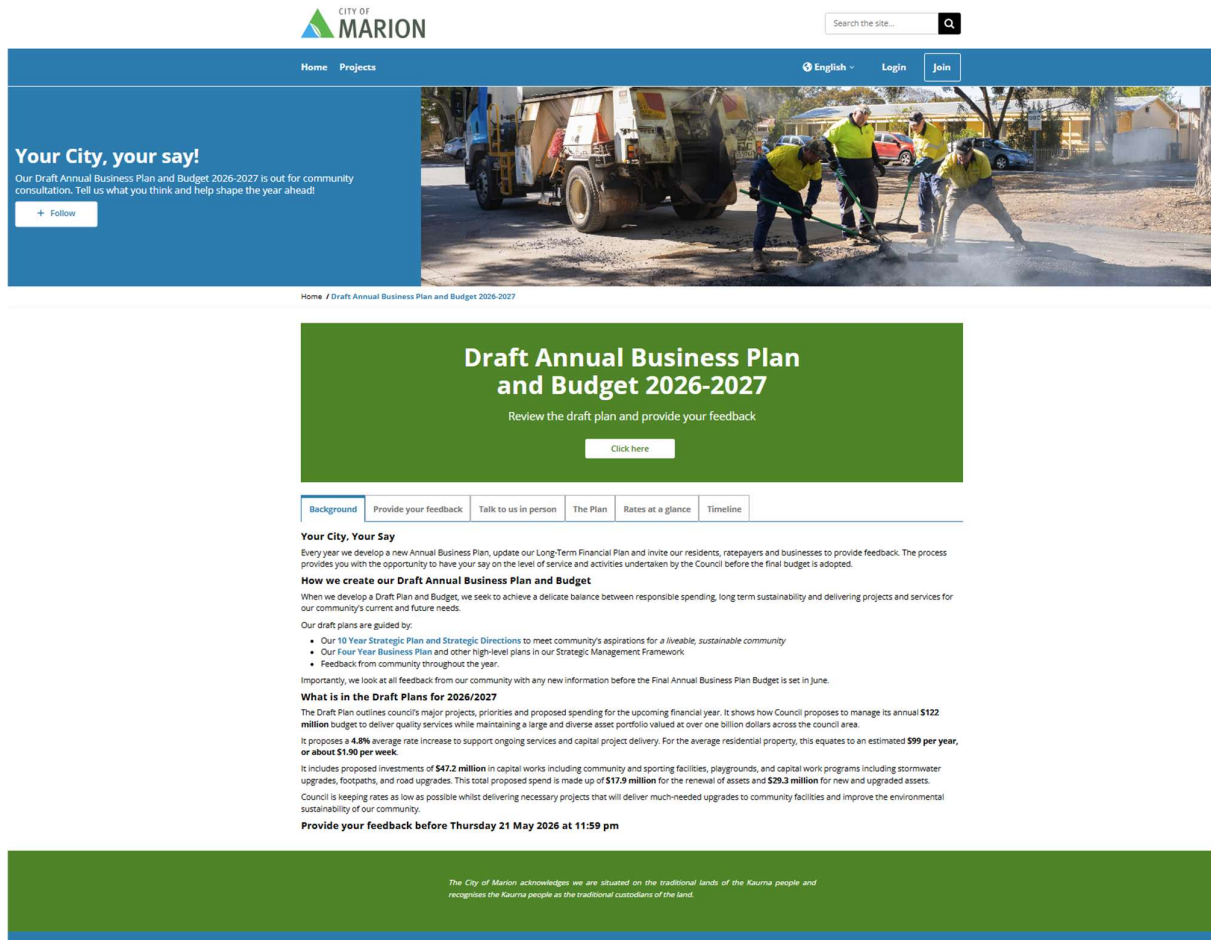 CITY OF
MARION
Search the site...
Home Projects
English
Login
Join
Your City, your say!
Our Draft Annual Business Plan and Budget 2026-2027 is out for community
consultation. Tell us what you think and help shape the year ahead!
+ Follow
Home / Draft Annual Business Plan and Budget 2026-2027
Draft Annual Business Plan
and Budget 2026-2027
Review the draft plan and provide your feedback
Click here
Background
Provide your feedback
Talk to us in person
The Plan
Rates at a glance
Timeline
Your City, Your Say
Every year we develop a new Annual Business Plan, update our Long-Term Financial Plan and invite our residents, ratepayers and businesses to provide feedback. The process
provides you with the opportunity to have your say on the level of service and activities undertaken by the Council before the final budget is adopted.
How we create our Draft Annual Business Plan and Budget
When we develop a Draft Plan and Budget, we seek to achieve a delicate balance between responsible spending, long term sustainability and delivering projects and services for
our community's current and future needs.
Our draft plans are guided by:
• Our 10 Year Strategic Plan and Strategic Directions to meet community's aspirations for a liveable, sustainable community
• Our Four Year Business Plan and other high-level plans in our Strategic Management Framework
• Feedback from community throughout the year.
Importantly, we look at all feedback from our community with any new information before the Final Annual Business Plan Budget is set in June.
What is in the Draft Plans for 2026/2027
The Draft Plan outlines council's major projects, priorities and proposed spending for the upcoming financial year. It shows how Council proposes to manage its annual $122
million budget to deliver quality services while maintaining a large and diverse asset portfolio valued at over one billion dollars across the council area.
It proposes a 4.8% average rate increase to support ongoing services and capital project delivery. For the average residential property, this equates to an estimated $99 per year,
or about $1.90 per week.
It includes proposed investments of $47.2 million in capital works including community and sporting facilities, playgrounds, and capital work programs including stormwater
upgrades, footpaths, and road upgrades. This total proposed spend is made up of $17.9 million for the renewal of assets and $29.3 million for new and upgraded assets.
Council is keeping rates as low as possible whilst delivering necessary projects that will deliver much-needed upgrades to community facilities and improve the environmental
sustainability of our community.
Provide your feedback before Thursday 21 May 2026 at 11:59 pm
The City of Marion acknowledges we are situated on the traditional lands of the Kaurna people and
recognises the Kaurna people as the traditional custodians of the land.